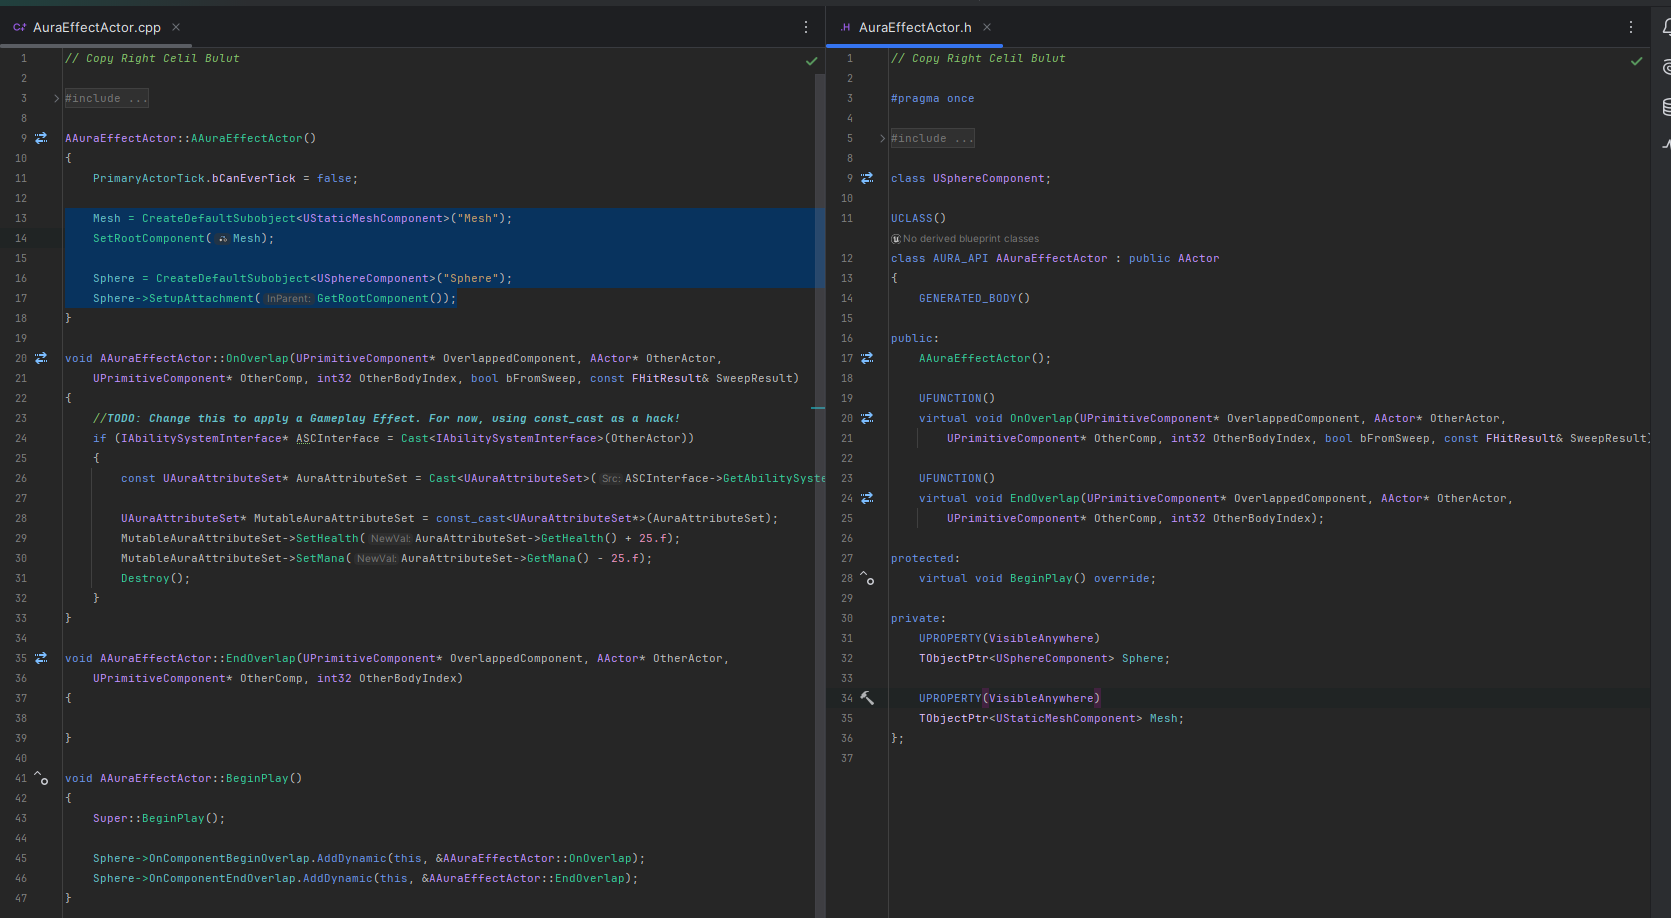 AuraEffectActor.cpp
// Copy Right Celil Bulut
#include ...
AAuraEffectActor::AAuraEffectActor()
{
PrimaryActorTick.bCanEverTick = false;
Mesh = CreateDefaultSubobject<UStaticMeshComponent>("Mesh");
SetRootComponent( Mesh);
Sphere = CreateDefaultSubobject<USphereComponent>("Sphere");
Sphere->SetupAttachment( InParent: GetRootComponent());
}
void AAuraEffectActor::OnOverlap(UPrimitiveComponent* OverlappedComponent, AActor* OtherActor,
UPrimitiveComponent* OtherComp, int32 OtherBodyIndex, bool bFromSweep, const FHitResult& SweepResult)
{
//TODO: Change this to apply a Gameplay Effect. For now, using const_cast as a hack!
if (IAbilitySystemInterface* ASCInterface = Cast<IAbilitySystemInterface>(OtherActor))
{
const UAuraAttributeSet* AuraAttributeSet = Cast<UAuraAttributeSet>( Src: ASCInterface->GetAbilitySyste
UAuraAttributeSet* MutableAuraAttributeSet = const_cast<UAuraAttributeSet*>(AuraAttributeSet);
MutableAuraAttributeSet->SetHealth( NewVal: AuraAttributeSet->GetHealth() + 25.f);
MutableAuraAttributeSet->SetMana( NewVal: AuraAttributeSet->GetMana() - 25.f);
Destroy();
}
}
void AAuraEffectActor::EndOverlap(UPrimitiveComponent* OverlappedComponent, AActor* OtherActor,
UPrimitiveComponent* OtherComp, int32 OtherBodyIndex)
{
}
void AAuraEffectActor::BeginPlay()
{
Super::BeginPlay();
Sphere->OnComponentBeginOverlap.AddDynamic(this, &AAuraEffectActor::OnOverlap);
Sphere->OnComponentEndOverlap.AddDynamic(this, &AAuraEffectActor::EndOverlap);
}
AuraEffectActor.h
// Copy Right Celil Bulut
#pragma once
#include ...
class USphereComponent;
UCLASS()
No derived blueprint classes
class AURA_API AAuraEffectActor : public AActor
{
GENERATED_BODY()
public:
AAuraEffectActor();
UFUNCTION()
virtual void OnOverlap(UPrimitiveComponent* OverlappedComponent, AActor* OtherActor,
UPrimitiveComponent* OtherComp, int32 OtherBodyIndex, bool bFromSweep, const FHitResult& SweepResult)
UFUNCTION()
virtual void EndOverlap(UPrimitiveComponent* OverlappedComponent, AActor* OtherActor,
UPrimitiveComponent* OtherComp, int32 OtherBodyIndex);
protected:
virtual void BeginPlay() override;
private:
UPROPERTY(VisibleAnywhere)
TObjectPtr<USphereComponent> Sphere;
UPROPERTY(VisibleAnywhere)
TObjectPtr<UStaticMeshComponent> Mesh;
};